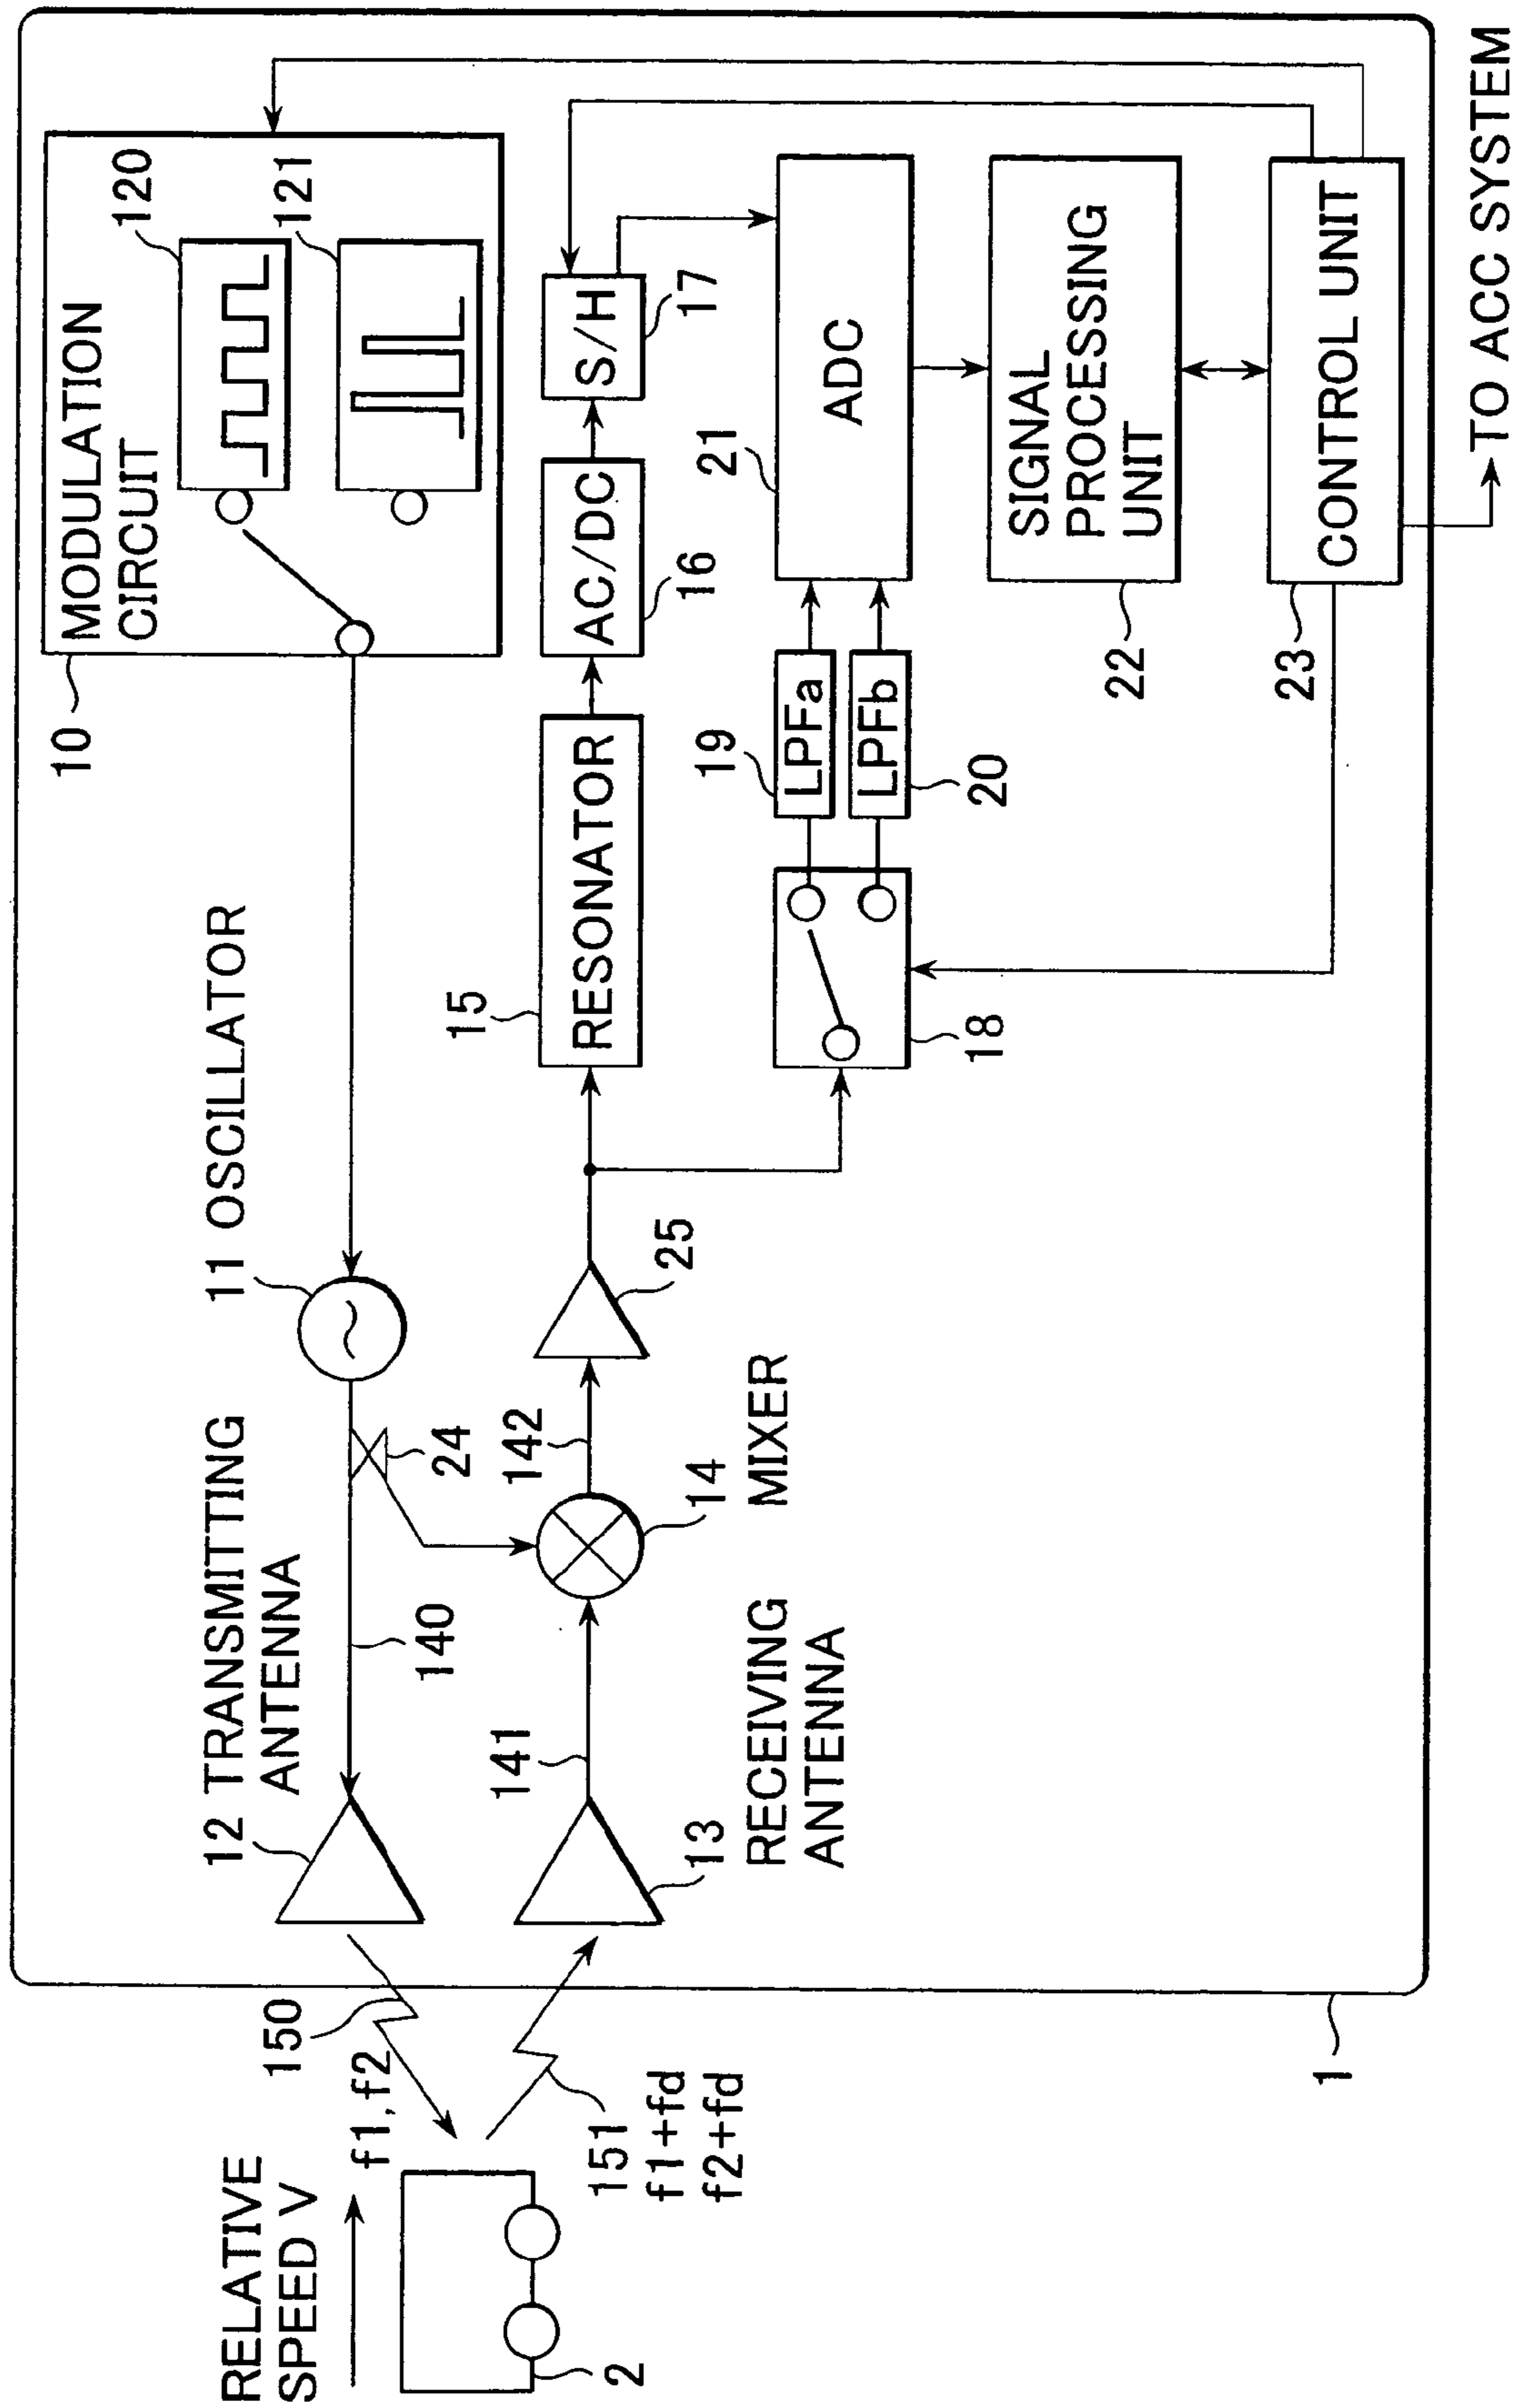 RELATIVE
SPEED V
2
f1, f2
150
151
f1+fd
f2+fd
1
12 TRANSMITTING
ANTENNA
140
141
13
RECEIVING
ANTENNA
24
142
14
MIXER
11 OSCILLATOR
25
10
MODULATION
CIRCUIT
120
121
15
RESONATOR
AC/DC
16
S/H
17
18
19
LPFa
LPFb
20
21
ADC
SIGNAL
PROCESSING
UNIT
22
CONTROL UNIT
23
TO ACC SYSTEM